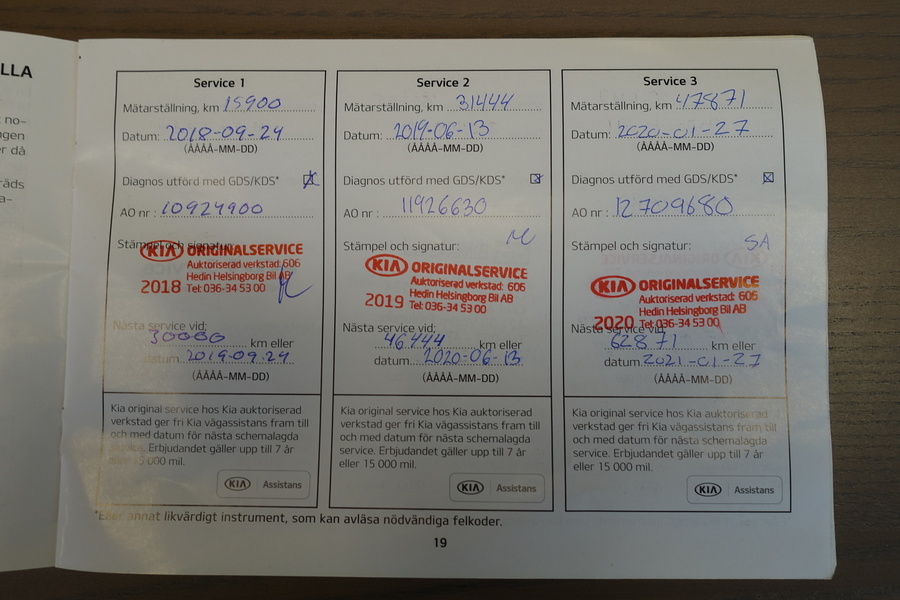 LLA
no-
ngen
r då
räds
a-
Service 1
Mätarställning, km 15900
Datum: 2018-09-24
(ÅÅÅÅ-MM-DD)
Diagnos utförd med GDS/KDS*
AO nr : 10924900
Stämpel och signatur:
KIA ORIGINALSERVICE
Auktoriserad verkstad: 606
Hedin Helsingborg Bil AB
2018 Tel: 036-34 53 00
Nästa service vid:
30000 km eller
datum 2019-09-24
(ÅÅÅÅ-MM-DD)
Kia original service hos Kia auktoriserad
verkstad ger fri Kia vägassistans fram till
och med datum för nästa schemalagda
service. Erbjudandet gäller upp till 7 år
eller 15 000 mil.
KIA Assistans
Service 2
Mätarställning, km 31444
Datum: 2019-06-13
(ÅÅÅÅ-MM-DD)
Diagnos utförd med GDS/KDS*
AO nr : 11926630
Stämpel och signatur:
KIA ORIGINALSERVICE
Auktoriserad verkstad: 606
Hedin Helsingborg Bil AB
2019 Tel: 036-34 53 00
Nästa service vid:
46444 km eller
datum 2020-06-13
(ÅÅÅÅ-MM-DD)
Kia original service hos Kia auktoriserad
verkstad ger fri Kia vägassistans fram till
och med datum för nästa schemalagda
service. Erbjudandet gäller upp till 7 år
eller 15 000 mil.
KIA Assistans
Service 3
Mätarställning, km 47871
Datum: 2020-01-27
(ÅÅÅÅ-MM-DD)
Diagnos utförd med GDS/KDS*
AO nr : 12709680
Stämpel och signatur: SA
KIA ORIGINALSERVICE
Auktoriserad verkstad: 606
Hedin Helsingborg Bil AB
2020 Tel: 036-34 53 00
Nästa service vid:
62871 km eller
datum 2021-01-27
(ÅÅÅÅ-MM-DD)
Kia original service hos Kia auktoriserad
verkstad ger fri Kia vägassistans fram till
och med datum för nästa schemalagda
service. Erbjudandet gäller upp till 7 år
eller 15 000 mil.
KIA Assistans
*Eller annat likvärdigt instrument, som kan avläsa nödvändiga felkoder.
19